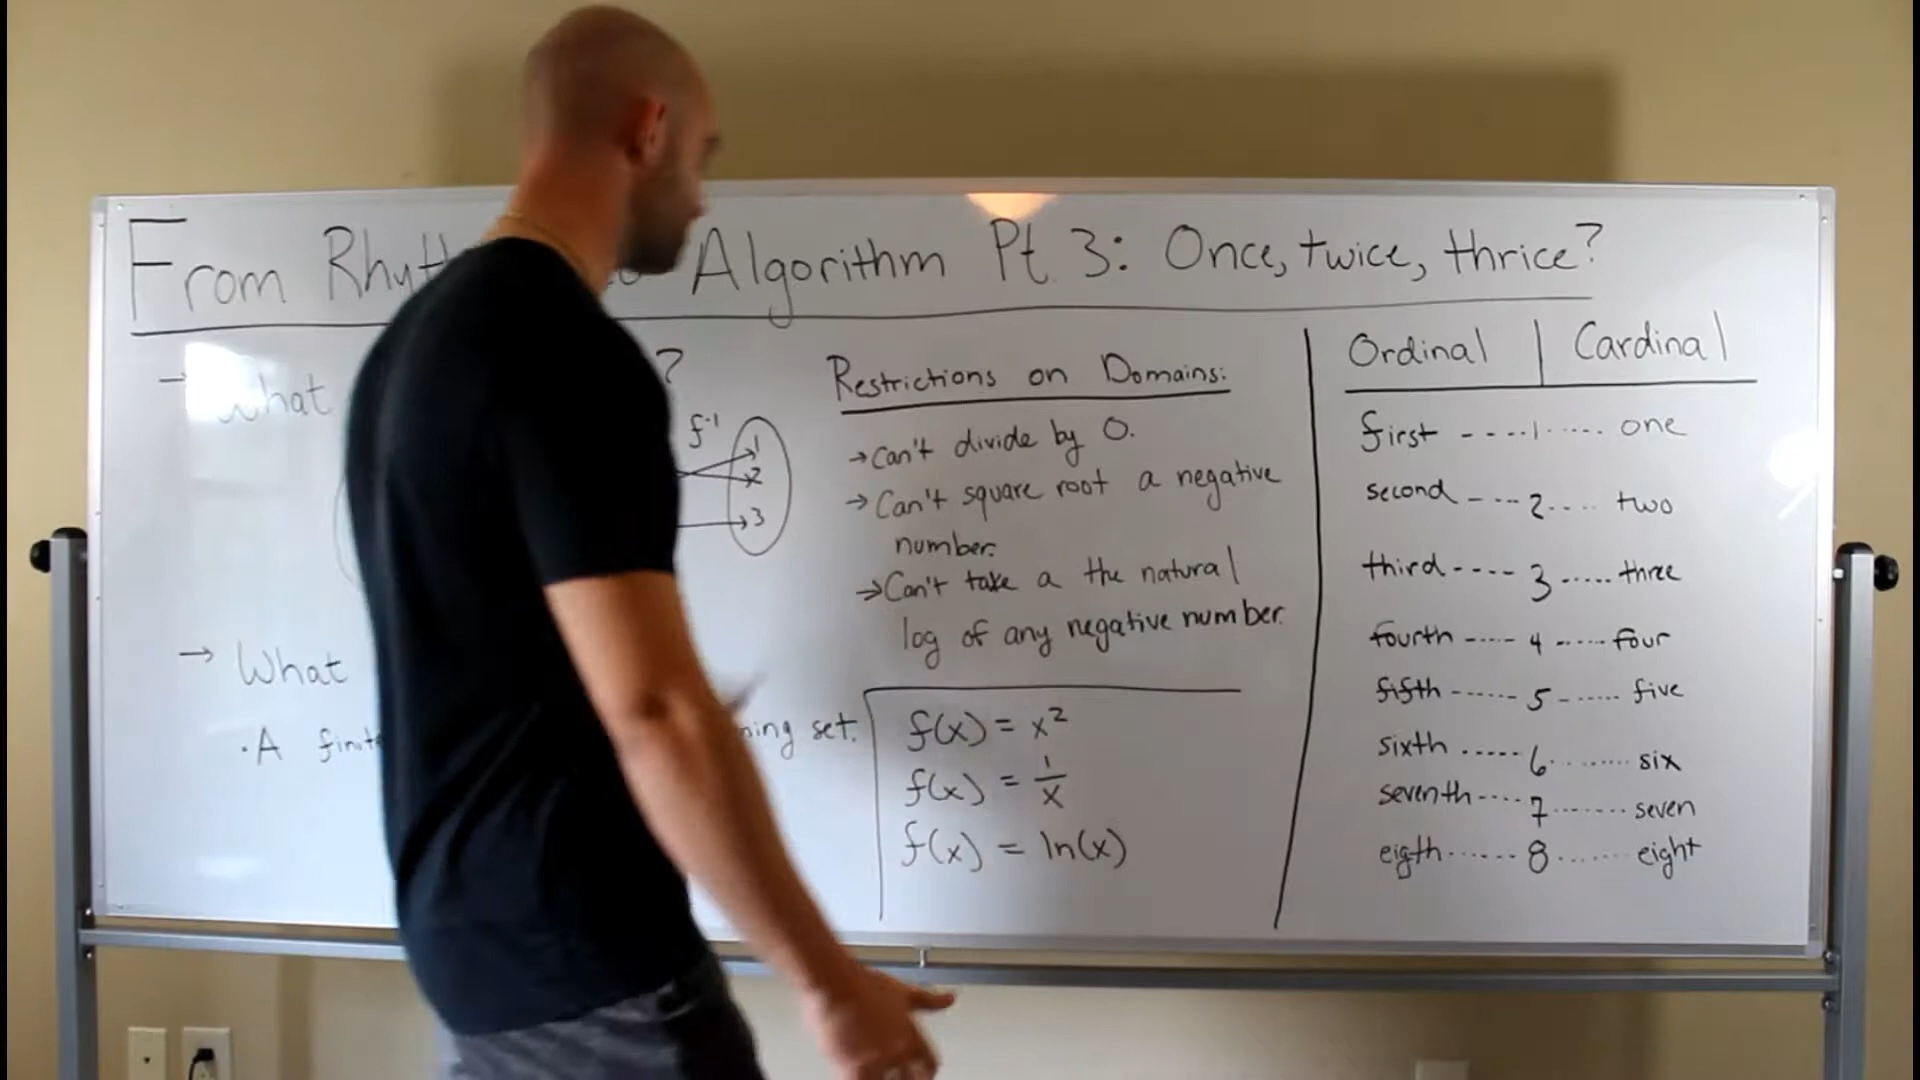 From Algorithm Pt. 3: Once, twice, thrice?
→ What ?
f⁻¹
1
2
3
→ What
· A finite set.
Restrictions on Domains:
→ Can't divide by 0.
→ Can't square root a negative
number.
→ Can't take a the natural
log of any negative number.
f(x) = x²
f(x) = 1/x
f(x) = ln(x)
Ordinal | Cardinal
first ----1----- one
second ----2.... two
third ---- 3 ..... three
fourth ----- 4 ----- four
fifth ------ 5 ------ five
sixth ..... 6 ........ six
seventh ---- 7 ....... seven
eigth ...... 8 ....... eight